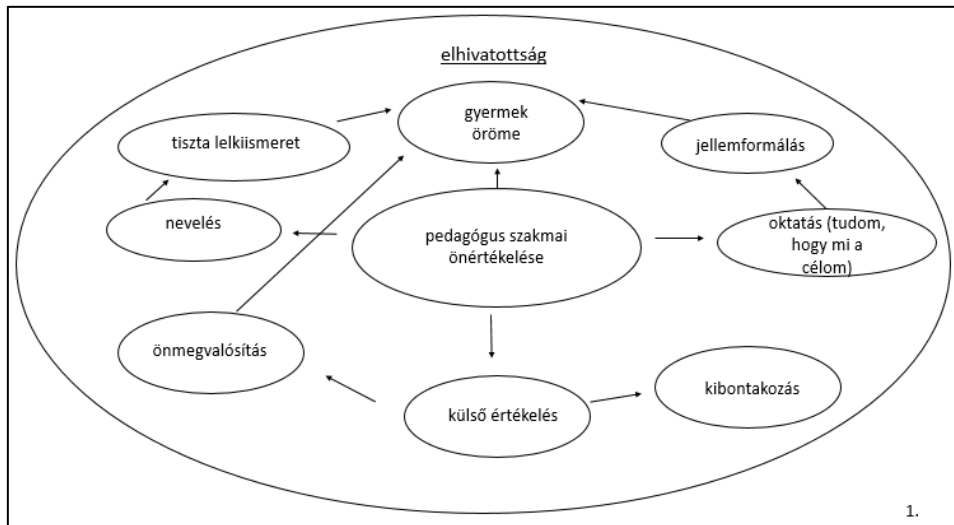 elhivatottság
gyermek
öröme
tiszta lelkiismeret
jellemformálás
nevelés
pedagógus szakmai
önértékelése
oktatás (tudom,
hogy mi a
célom)
önmegvalósítás
külső értékelés
kibontakozás
1.